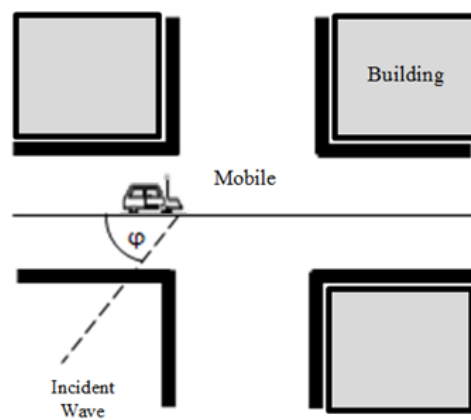 Building
Mobile
φ
Incident
Wave